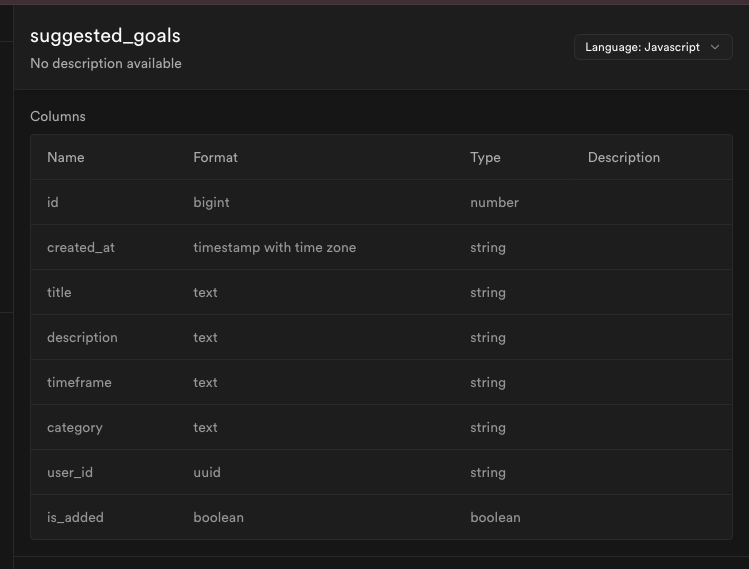 suggested_goals
No description available
Language: Javascript
Columns
Name Format Type Description
id bigint number
created_at timestamp with time zone string
title text string
description text string
timeframe text string
category text string
user_id uuid string
is_added boolean boolean